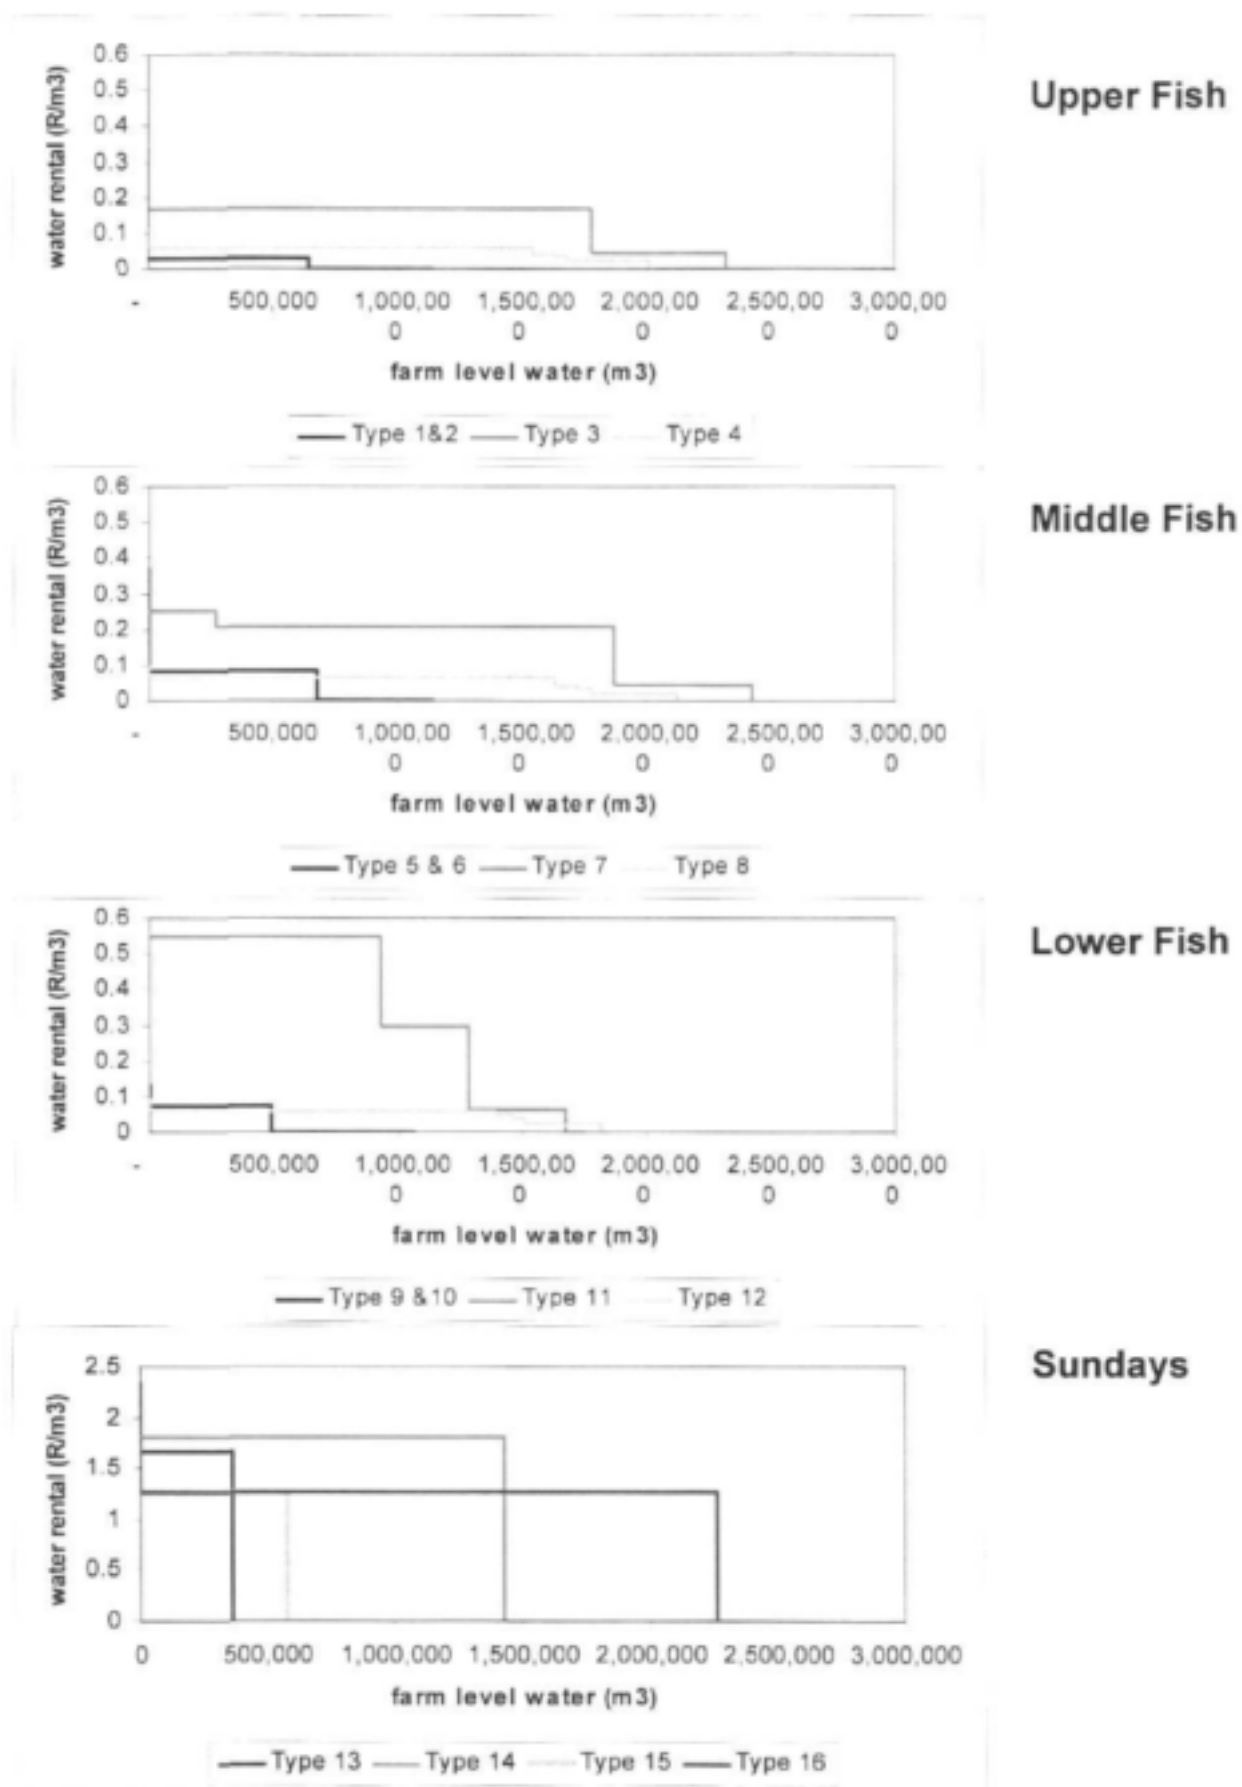 Upper Fish
water rental (R/m3)
0.6
0.5
0.4
0.3
0.2
0.1
0
- 500,000 1,000,00 1,500,00 2,000,00 2,500,00 3,000,00
0 0 0 0 0
farm level water (m3)
Type 1&2 Type 3 Type 4
Middle Fish
water rental (R/m3)
0.6
0.5
0.4
0.3
0.2
0.1
0
- 500,000 1,000,00 1,500,00 2,000,00 2,500,00 3,000,00
0 0 0 0 0
farm level water (m3)
Type 5 & 6 Type 7 Type 8
Lower Fish
water rental (R/m3)
0.6
0.5
0.4
0.3
0.2
0.1
0
- 500,000 1,000,00 1,500,00 2,000,00 2,500,00 3,000,00
0 0 0 0 0
farm level water (m3)
Type 9 &10 Type 11 Type 12
Sundays
water rental (R/m3)
2.5
2
1.5
1
0.5
0
0 500,000 1,000,000 1,500,000 2,000,000 2,500,000 3,000,000
farm level water (m3)
Type 13 Type 14 Type 15 Type 16